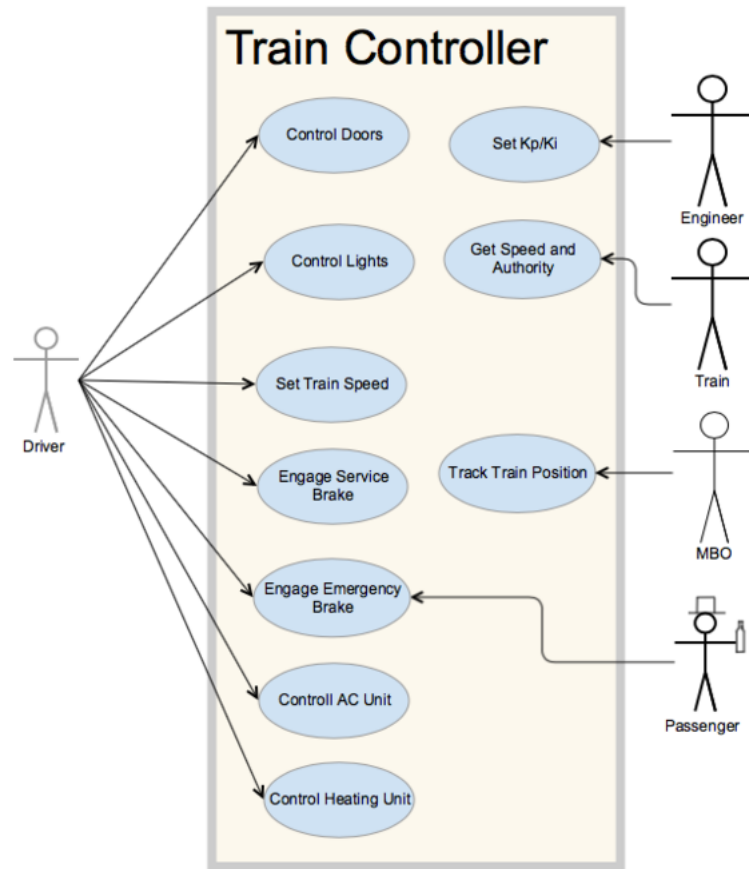 Train Controller
Control Doors
Set Kp/Ki
Engineer
Control Lights
Get Speed and
Authority
Train
Driver
Set Train Speed
Engage Service
Brake
Track Train Position
MBO
Engage Emergency
Brake
Passenger
Controll AC Unit
Control Heating Unit